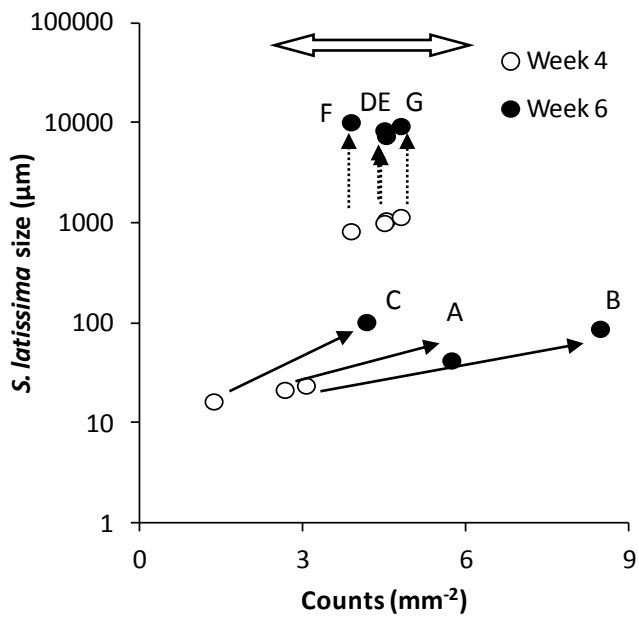 100000
10000
1000
100
10
1
S. latissima size (µm)
Week 4
Week 6
F
DE
G
C
A
B
0
3
6
9
Counts (mm-2)